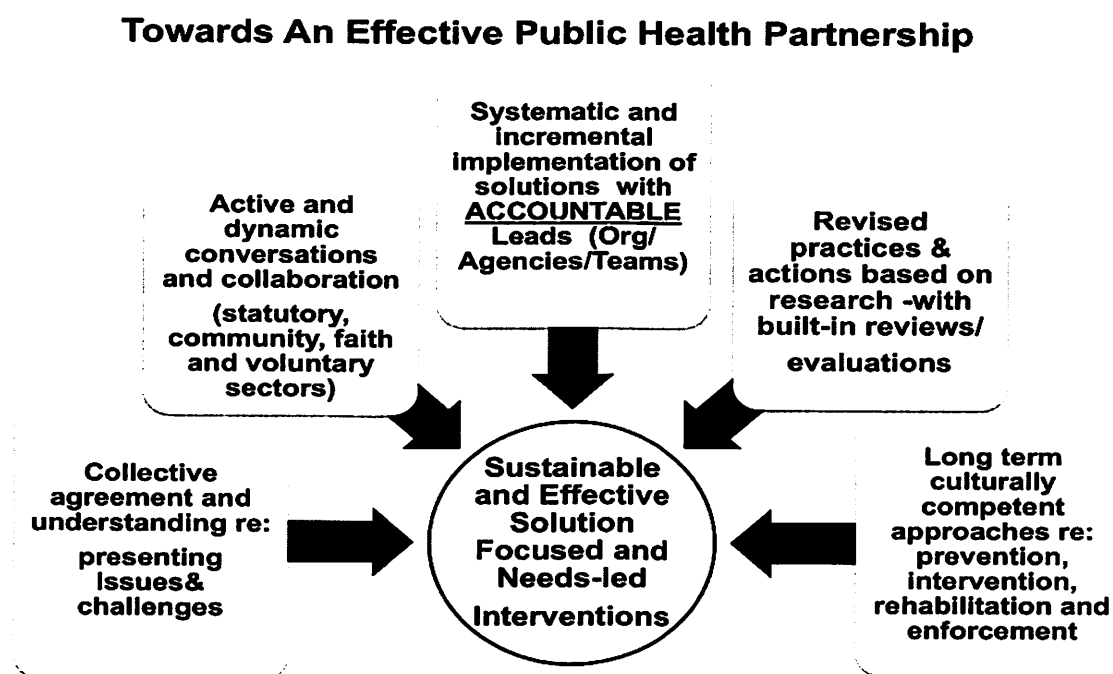 Towards An Effective Public Health Partnership
Collective
agreement and
understanding re:
presenting
Issues&
challenges
Active and
dynamic
conversations
and collaboration
(statutory,
community, faith
and voluntary
sectors)
Systematic and
incremental
implementation of
solutions with
ACCOUNTABLE
Leads (Org/
Agencies/Teams)
Revised
practices &
actions based on
research -with
built-in reviews/
evaluations
Long term
culturally
competent
approaches re:
prevention,
intervention,
rehabilitation and
enforcement
Sustainable
and Effective
Solution
Focused and
Needs-led
Interventions